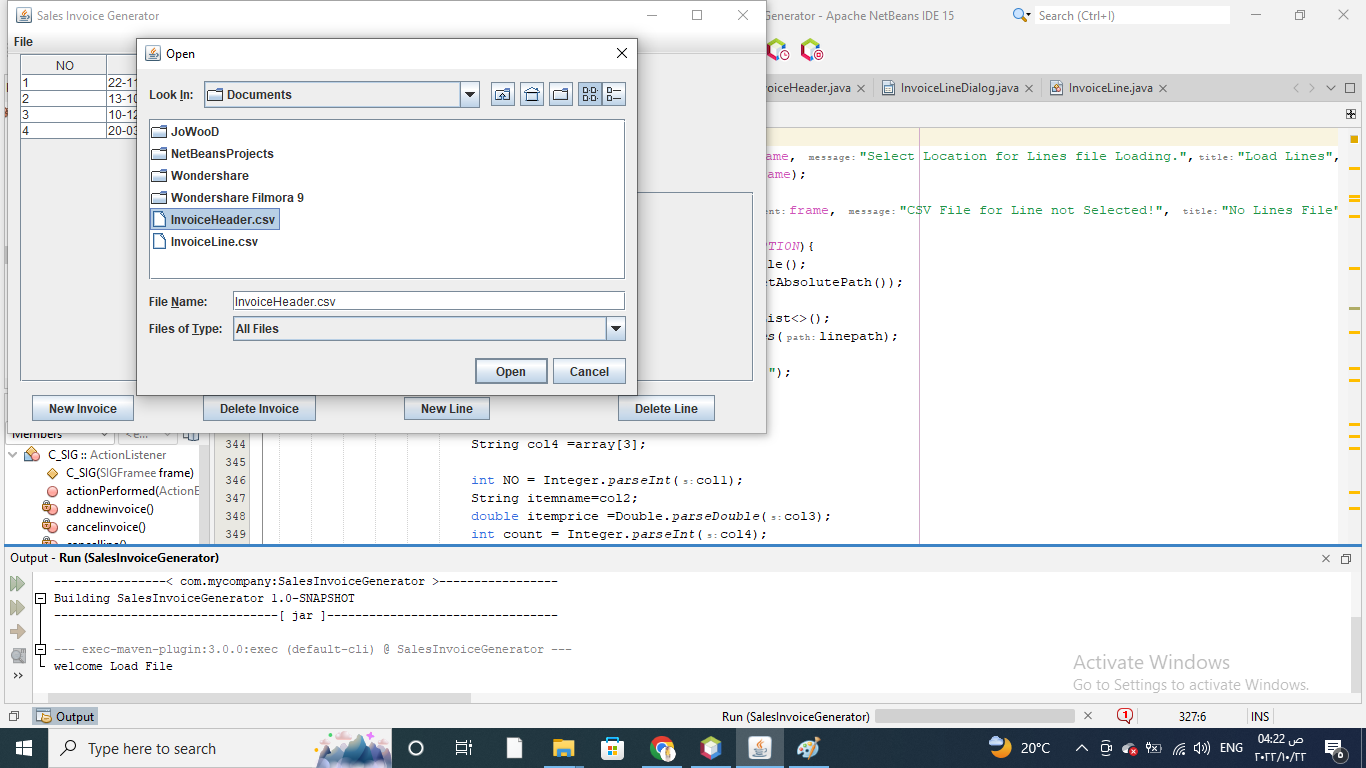 Sales Invoice Generator
Generator - Apache NetBeans IDE 15
Search (Ctrl+I)
File
Open
NO
1 22-11
2 13-10
3 10-12
4 20-03
Look In: Documents
JoWooD
NetBeansProjects
Wondershare
Wondershare Filmora 9
InvoiceHeader.csv
InvoiceLine.csv
File Name: InvoiceHeader.csv
Files of Type: All Files
Open Cancel
New Invoice Delete Invoice New Line Delete Line
oiceHeader.java InvoiceLineDialog.java InvoiceLine.java
ame, message:"Select Location for Lines file Loading.", title:"Load Lines",
ame);
ent:frame, message:"CSV File for Line not Selected!", title:"No Lines File"
TION){
le();
etAbsolutePath());
ist<>();
s( path:linepath);
");
Members <e...
C_SIG :: ActionListener
C_SIG(SIGFramee frame)
actionPerformed(ActionE
addnewinvoice()
cancelinvoice()
344 String col4 =array[3];
345
346 int NO = Integer.parseInt( s:col1);
347 String itemname=col2;
348 double itemprice =Double.parseDouble( s:col3);
349 int count = Integer.parseInt( s:col4);
Output - Run (SalesInvoiceGenerator)
----------------< com.mycompany:SalesInvoiceGenerator >-----------------
Building SalesInvoiceGenerator 1.0-SNAPSHOT
--------------------------------[ jar ]---------------------------------
--- exec-maven-plugin:3.0.0:exec (default-cli) @ SalesInvoiceGenerator ---
welcome Load File
Activate Windows
Go to Settings to activate Windows.
Output
Run (SalesInvoiceGenerator)
1
327:6
INS
Type here to search
20°C
ENG
04:22 ص
٢٠٢٢/١٠/٢٢